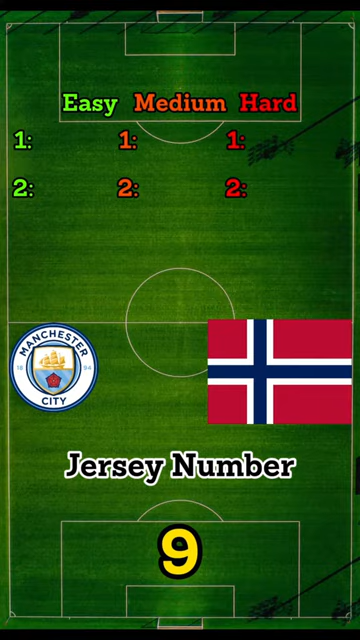 Easy Medium Hard
1: 1: 1:
2: 2: 2:
MANCHESTER
18 94
CITY
Jersey Number
9